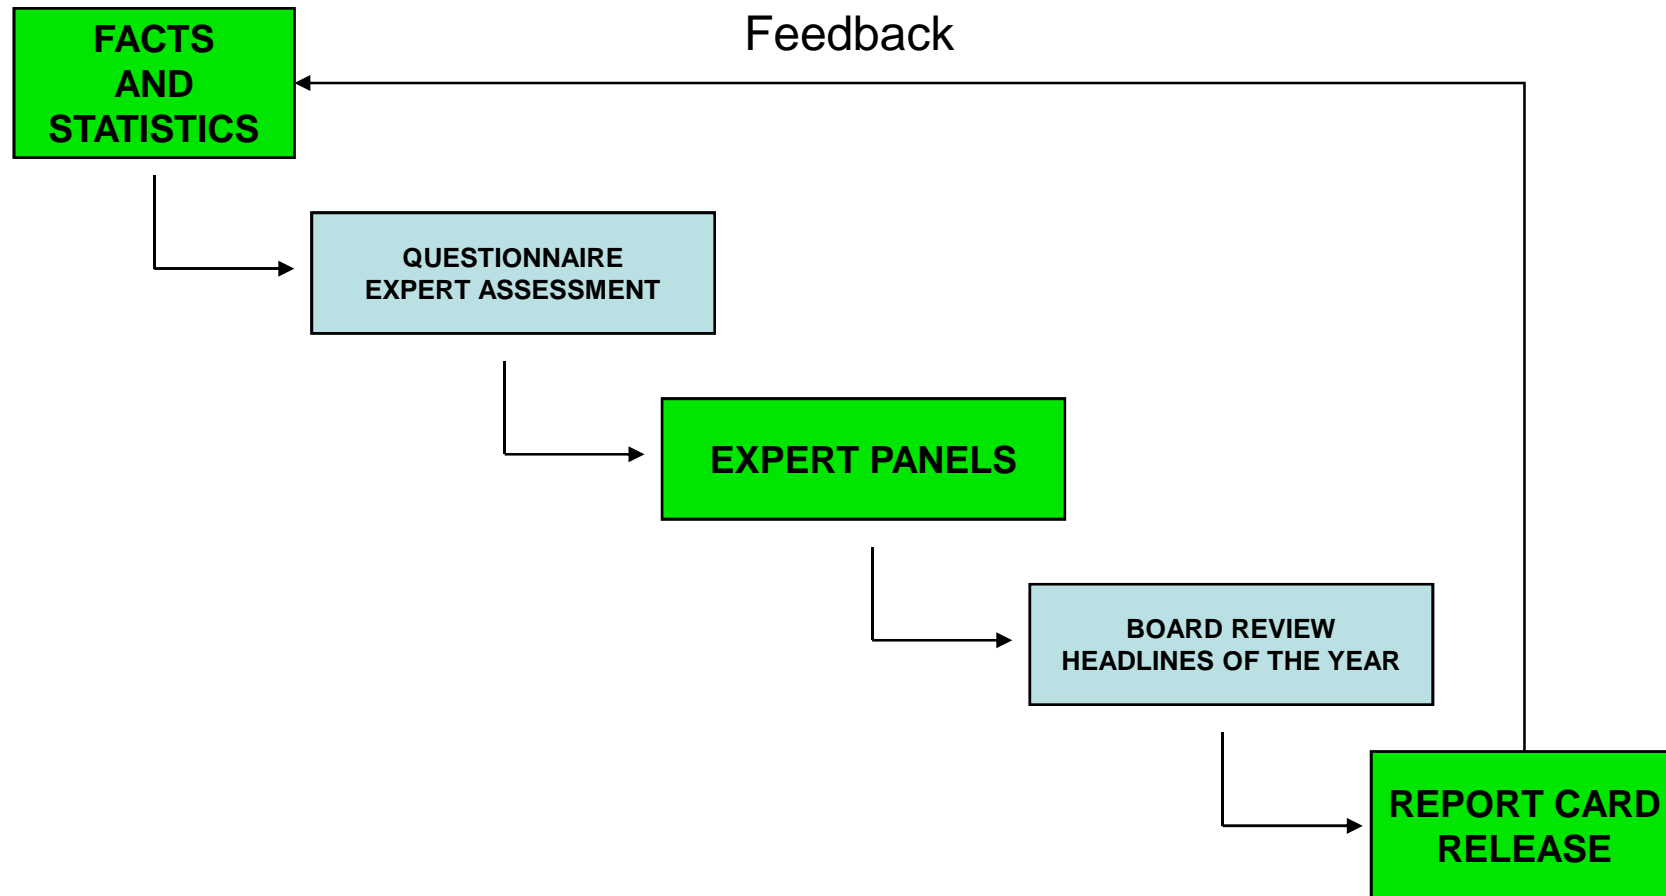 FACTS
AND
STATISTICS
Feedback
QUESTIONNAIRE
EXPERT ASSESSMENT
EXPERT PANELS
BOARD REVIEW
HEADLINES OF THE YEAR
REPORT CARD
RELEASE